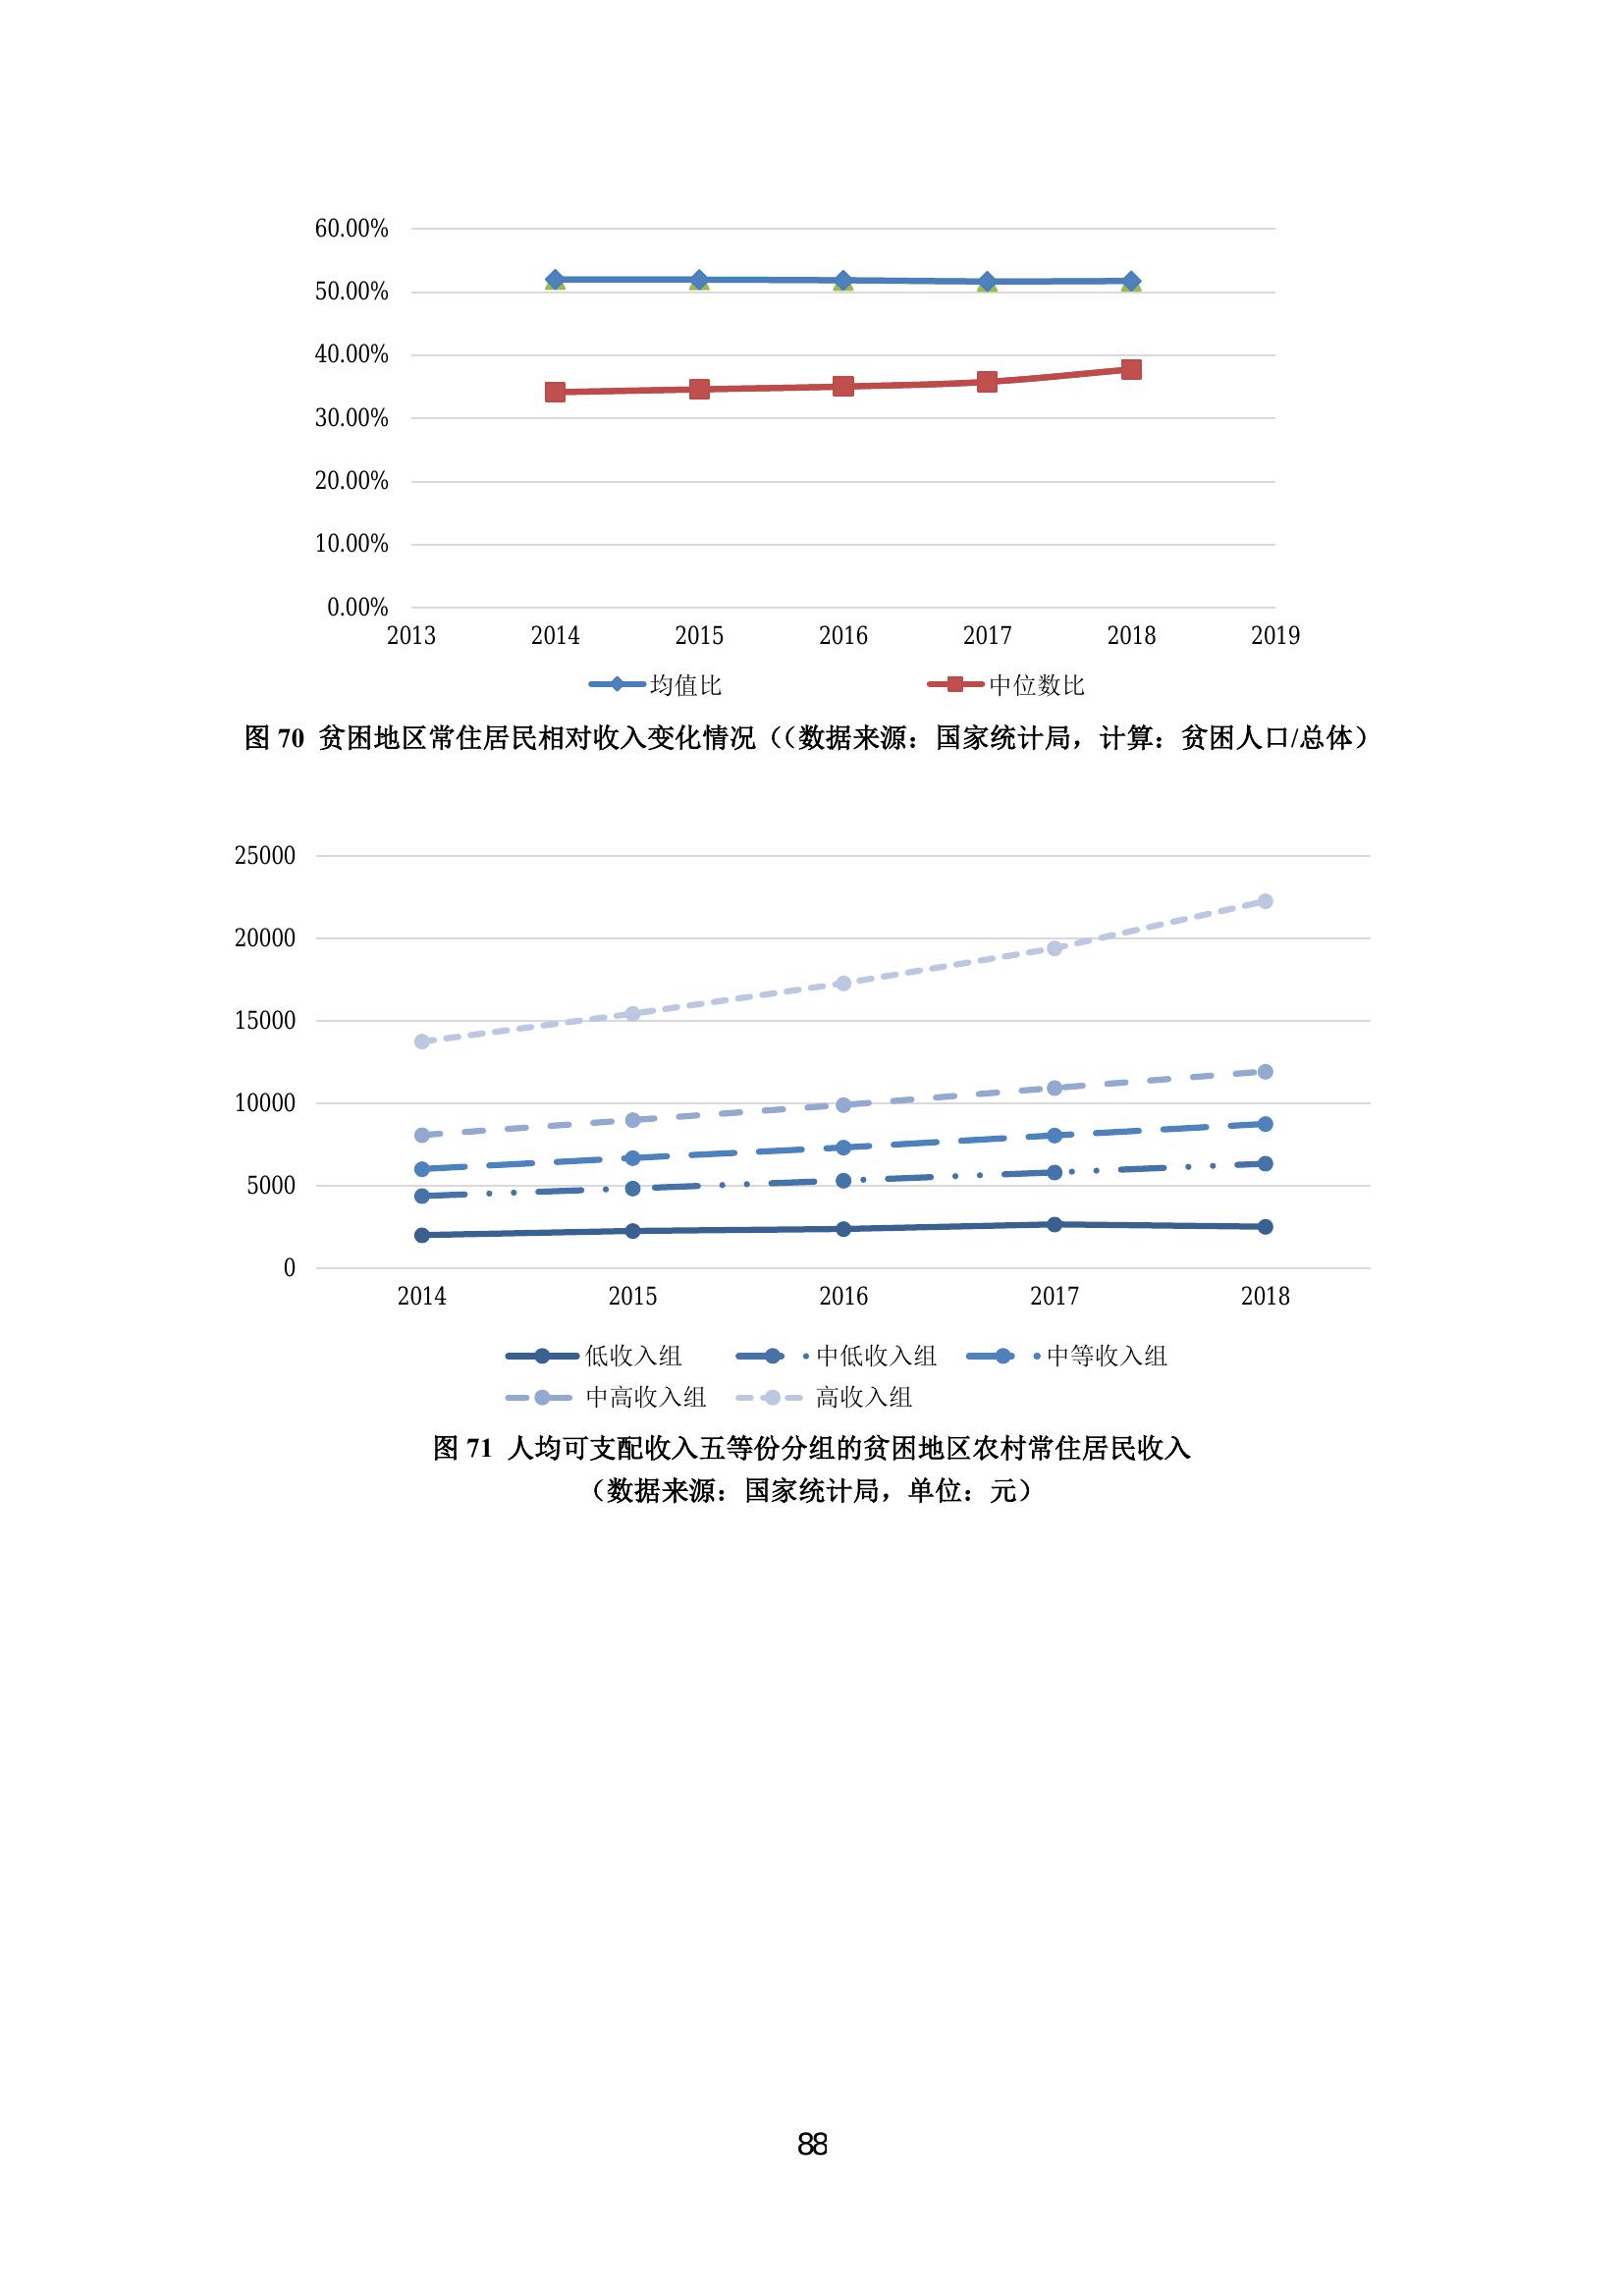 60.00%
50.00%
40.00%
30.00%
20.00%
10.00%
0.00%
2013 2014 2015 2016 2017 2018 2019
均值比 中位数比
图 70 贫困地区常住居民相对收入变化情况（（数据来源：国家统计局，计算：贫困人口/总体）
25000
20000
15000
10000
5000
0
2014 2015 2016 2017 2018
低收入组 中低收入组 中等收入组
中高收入组 高收入组
图 71 人均可支配收入五等份分组的贫困地区农村常住居民收入
（数据来源：国家统计局，单位：元）
88